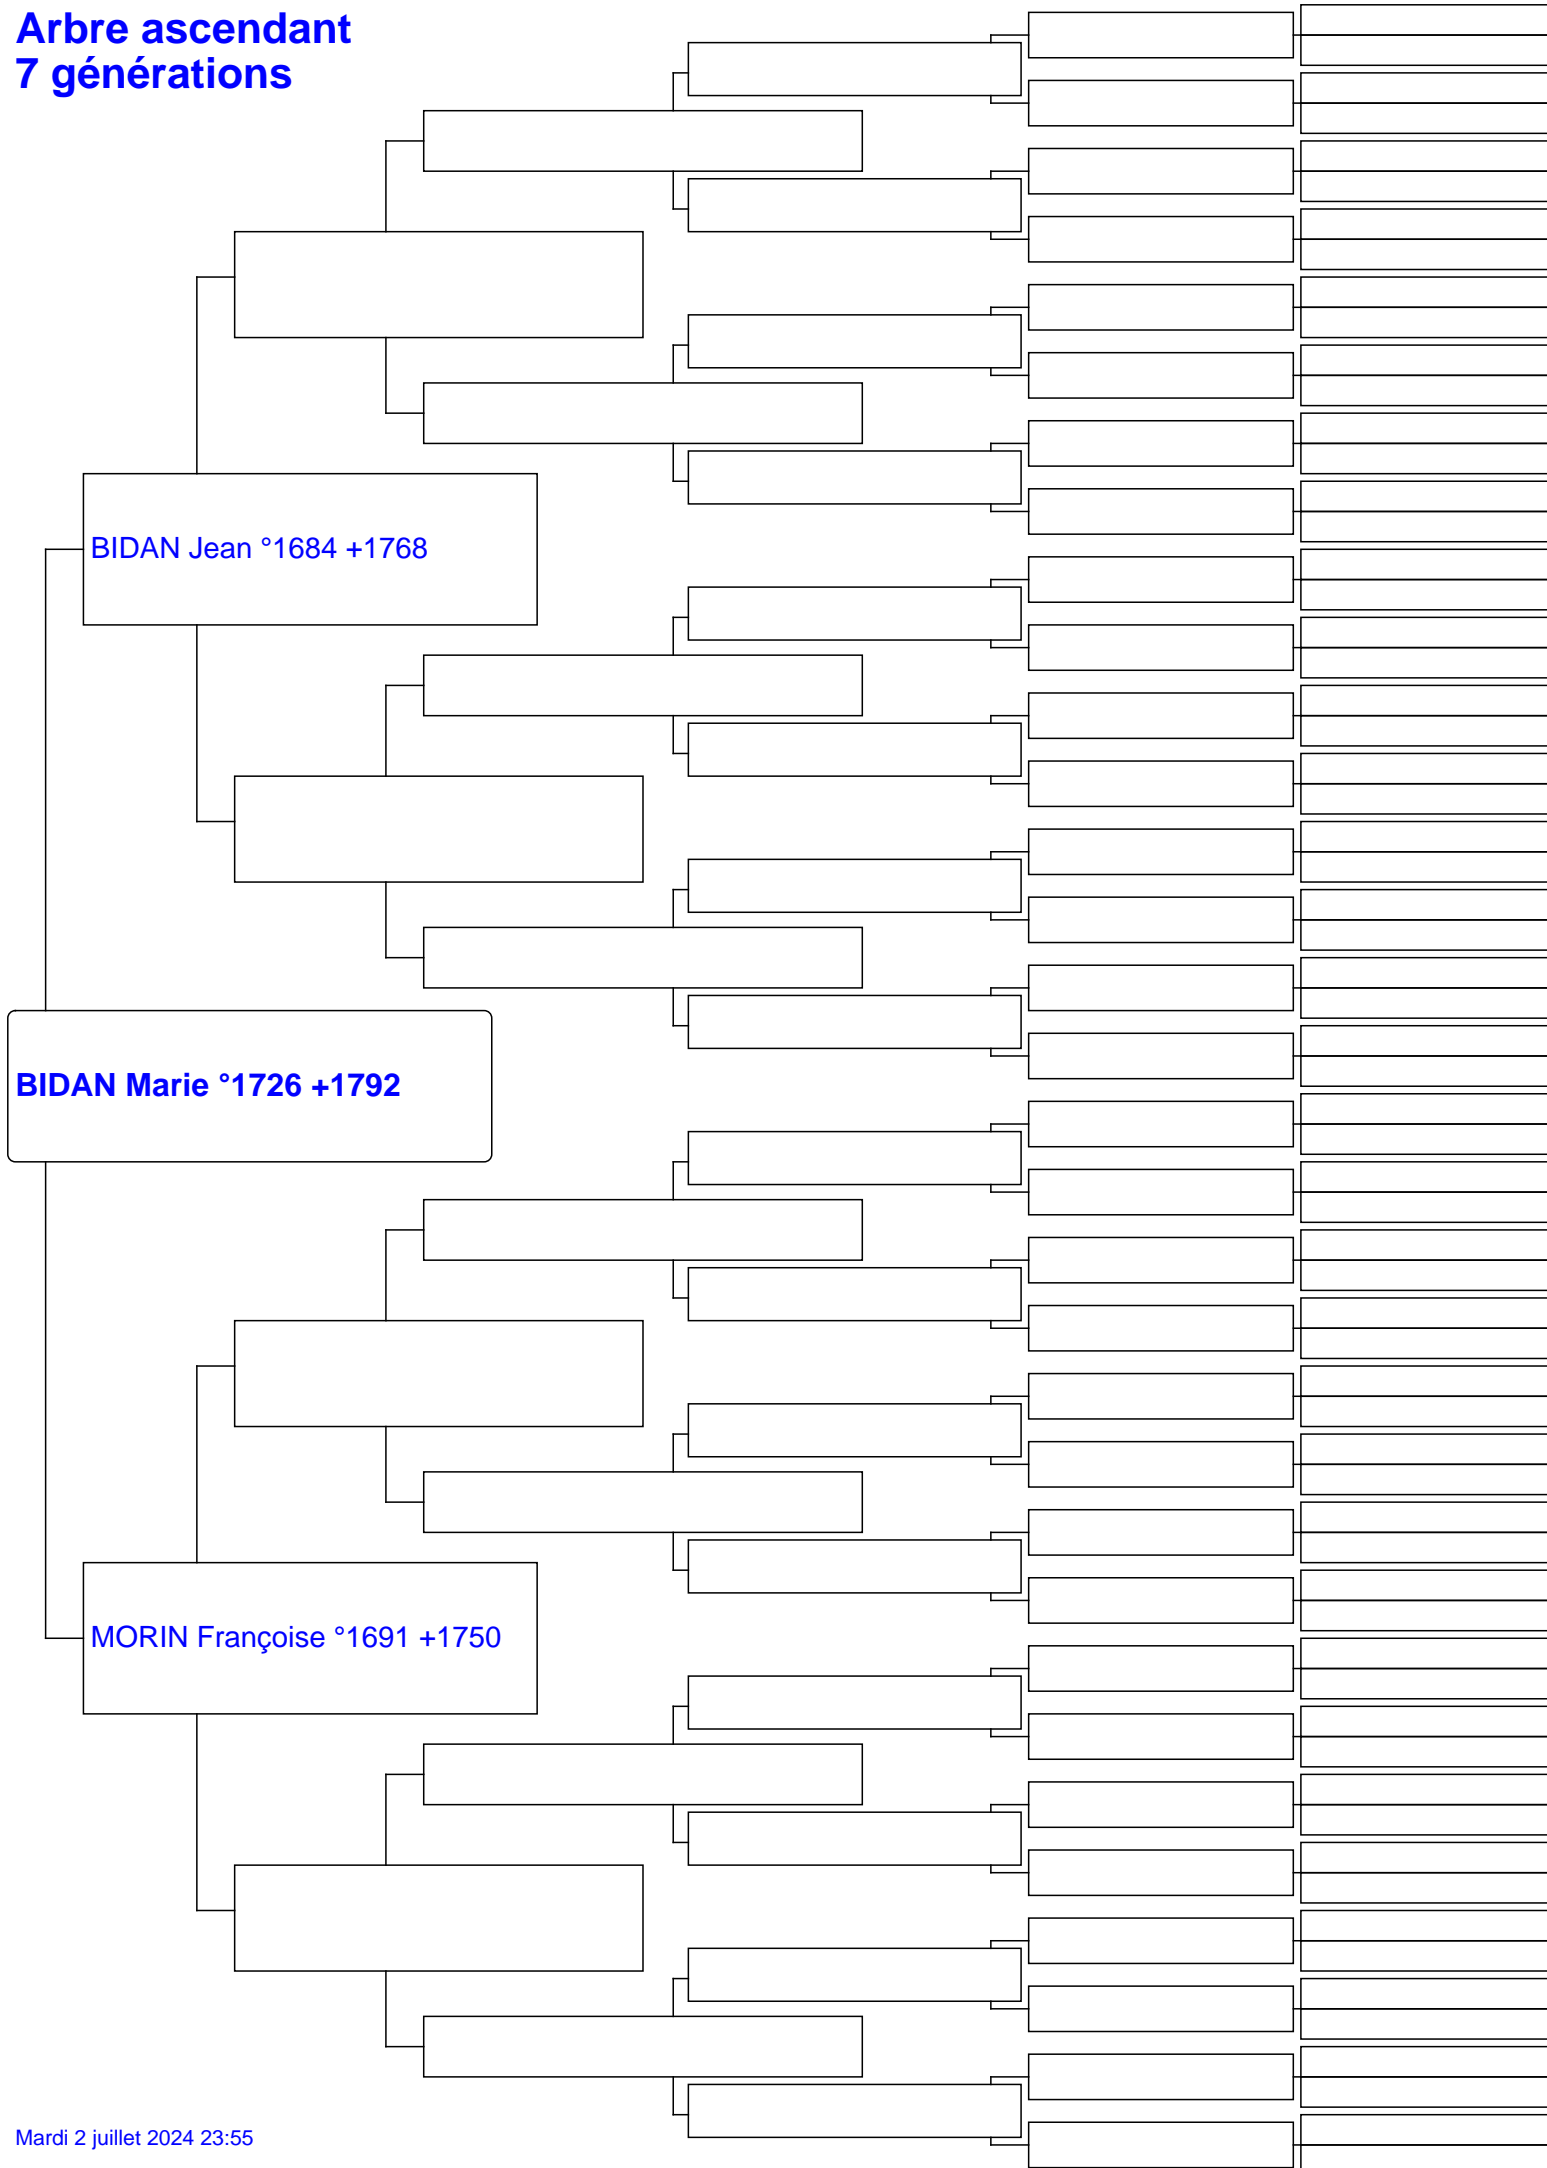 Arbre ascendant
7 générations
BIDAN Jean °1684 +1768
BIDAN Marie °1726 +1792
MORIN Françoise °1691 +1750
Mardi 2 juillet 2024 23:55